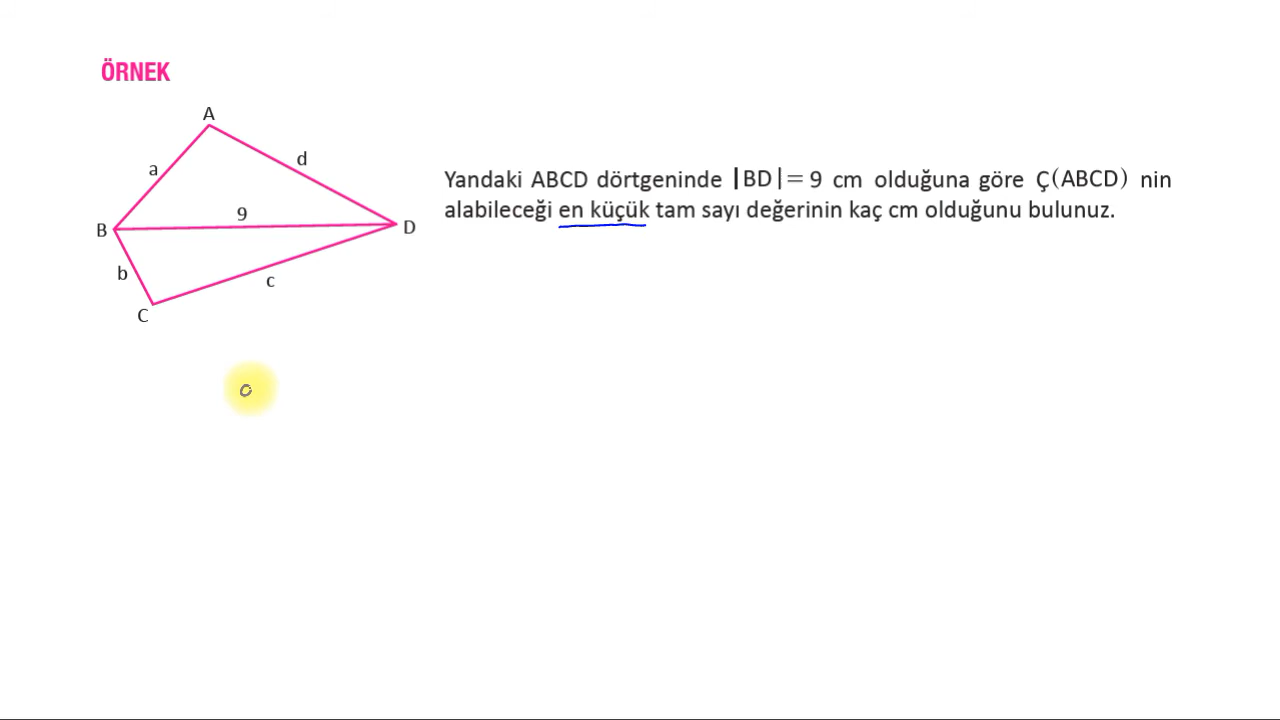 ÖRNEK
A
a
d
Yandaki ABCD dörtgeninde |BD|= 9 cm olduğuna göre Ç(ABCD) nin
alabileceği en küçük tam sayı değerinin kaç cm olduğunu bulunuz.
9
B
D
b
c
C